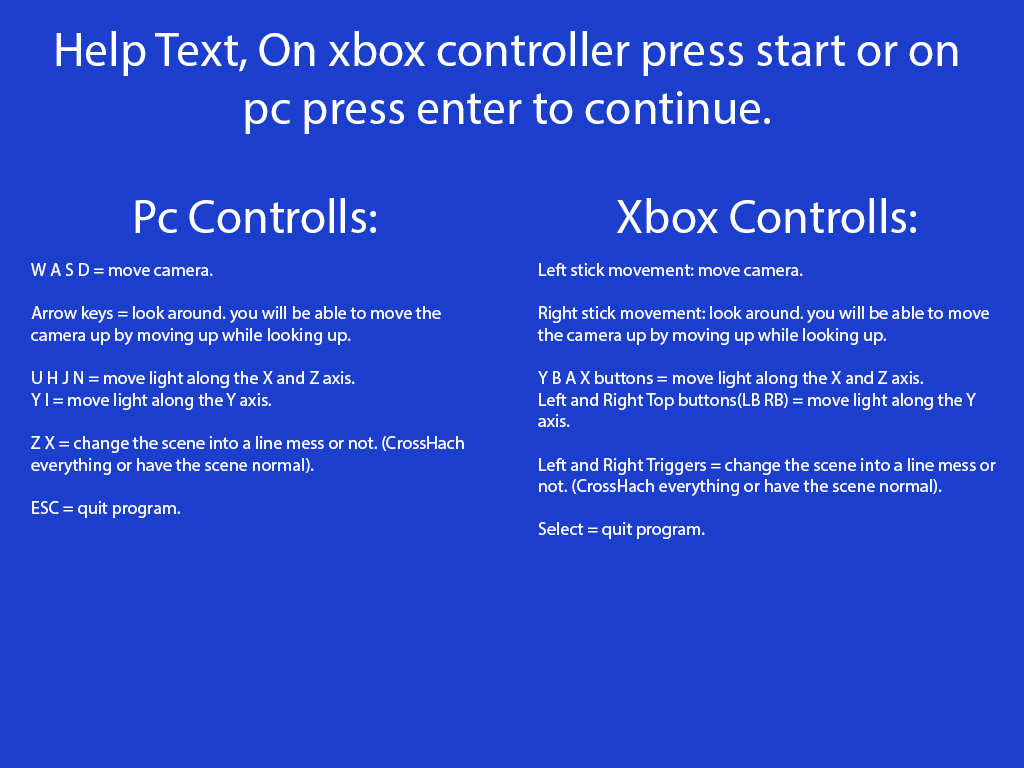 Help Text, On xbox controller press start or on
pc press enter to continue.
Pc Controlls:
W A S D = move camera.
Arrow keys = look around. you will be able to move the
camera up by moving up while looking up.
U H J N = move light along the X and Z axis.
Y I = move light along the Y axis.
Z X = change the scene into a line mess or not. (CrossHach
everything or have the scene normal).
ESC = quit program.
Xbox Controlls:
Left stick movement: move camera.
Right stick movement: look around. you will be able to move
the camera up by moving up while looking up.
Y B A X buttons = move light along the X and Z axis.
Left and Right Top buttons(LB RB) = move light along the Y
axis.
Left and Right Triggers = change the scene into a line mess or
not. (CrossHach everything or have the scene normal).
Select = quit program.